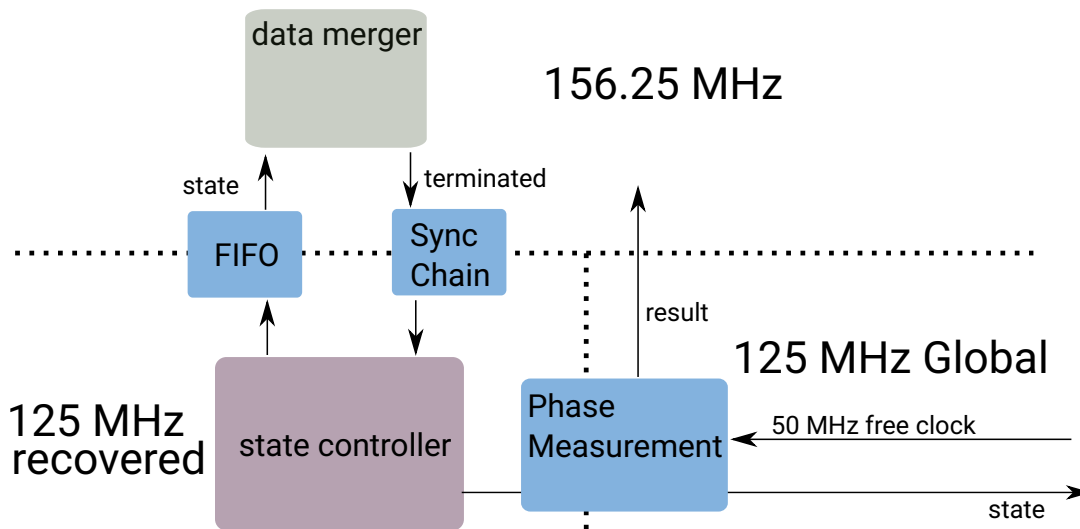 data merger
156.25 MHz
state
terminated
FIFO
Sync
Chain
result
125 MHz Global
125 MHz
recovered
state controller
Phase
Measurement
50 MHz free clock
state